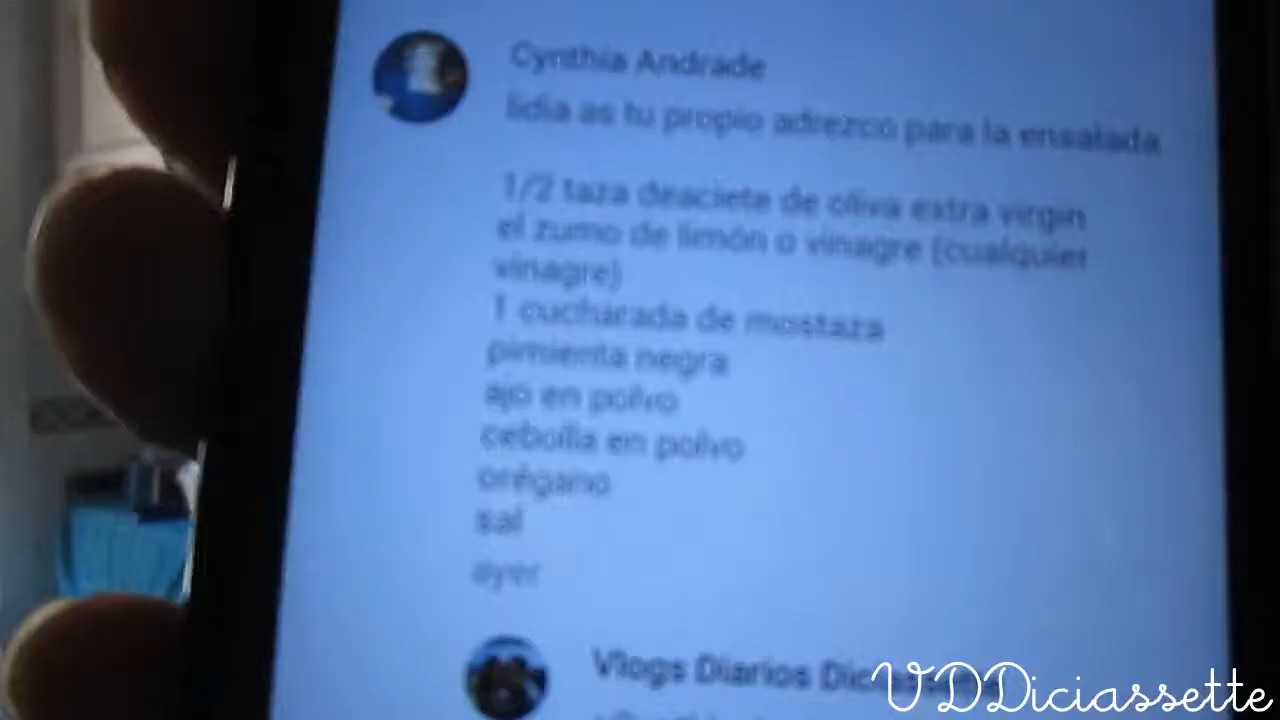 Cynthia Andrade
lidia as tu propio adrezco para la ensalada
1/2 taza deaciete de oliva extra virgin
el zumo de limón o vinagre (cualquier
vinagre)
1 cucharada de mostaza
pimienta negra
ajo en polvo
cebolla en polvo
orégano
sal
ayer
Vlogs Diarios Diciassette
VDDiciassette